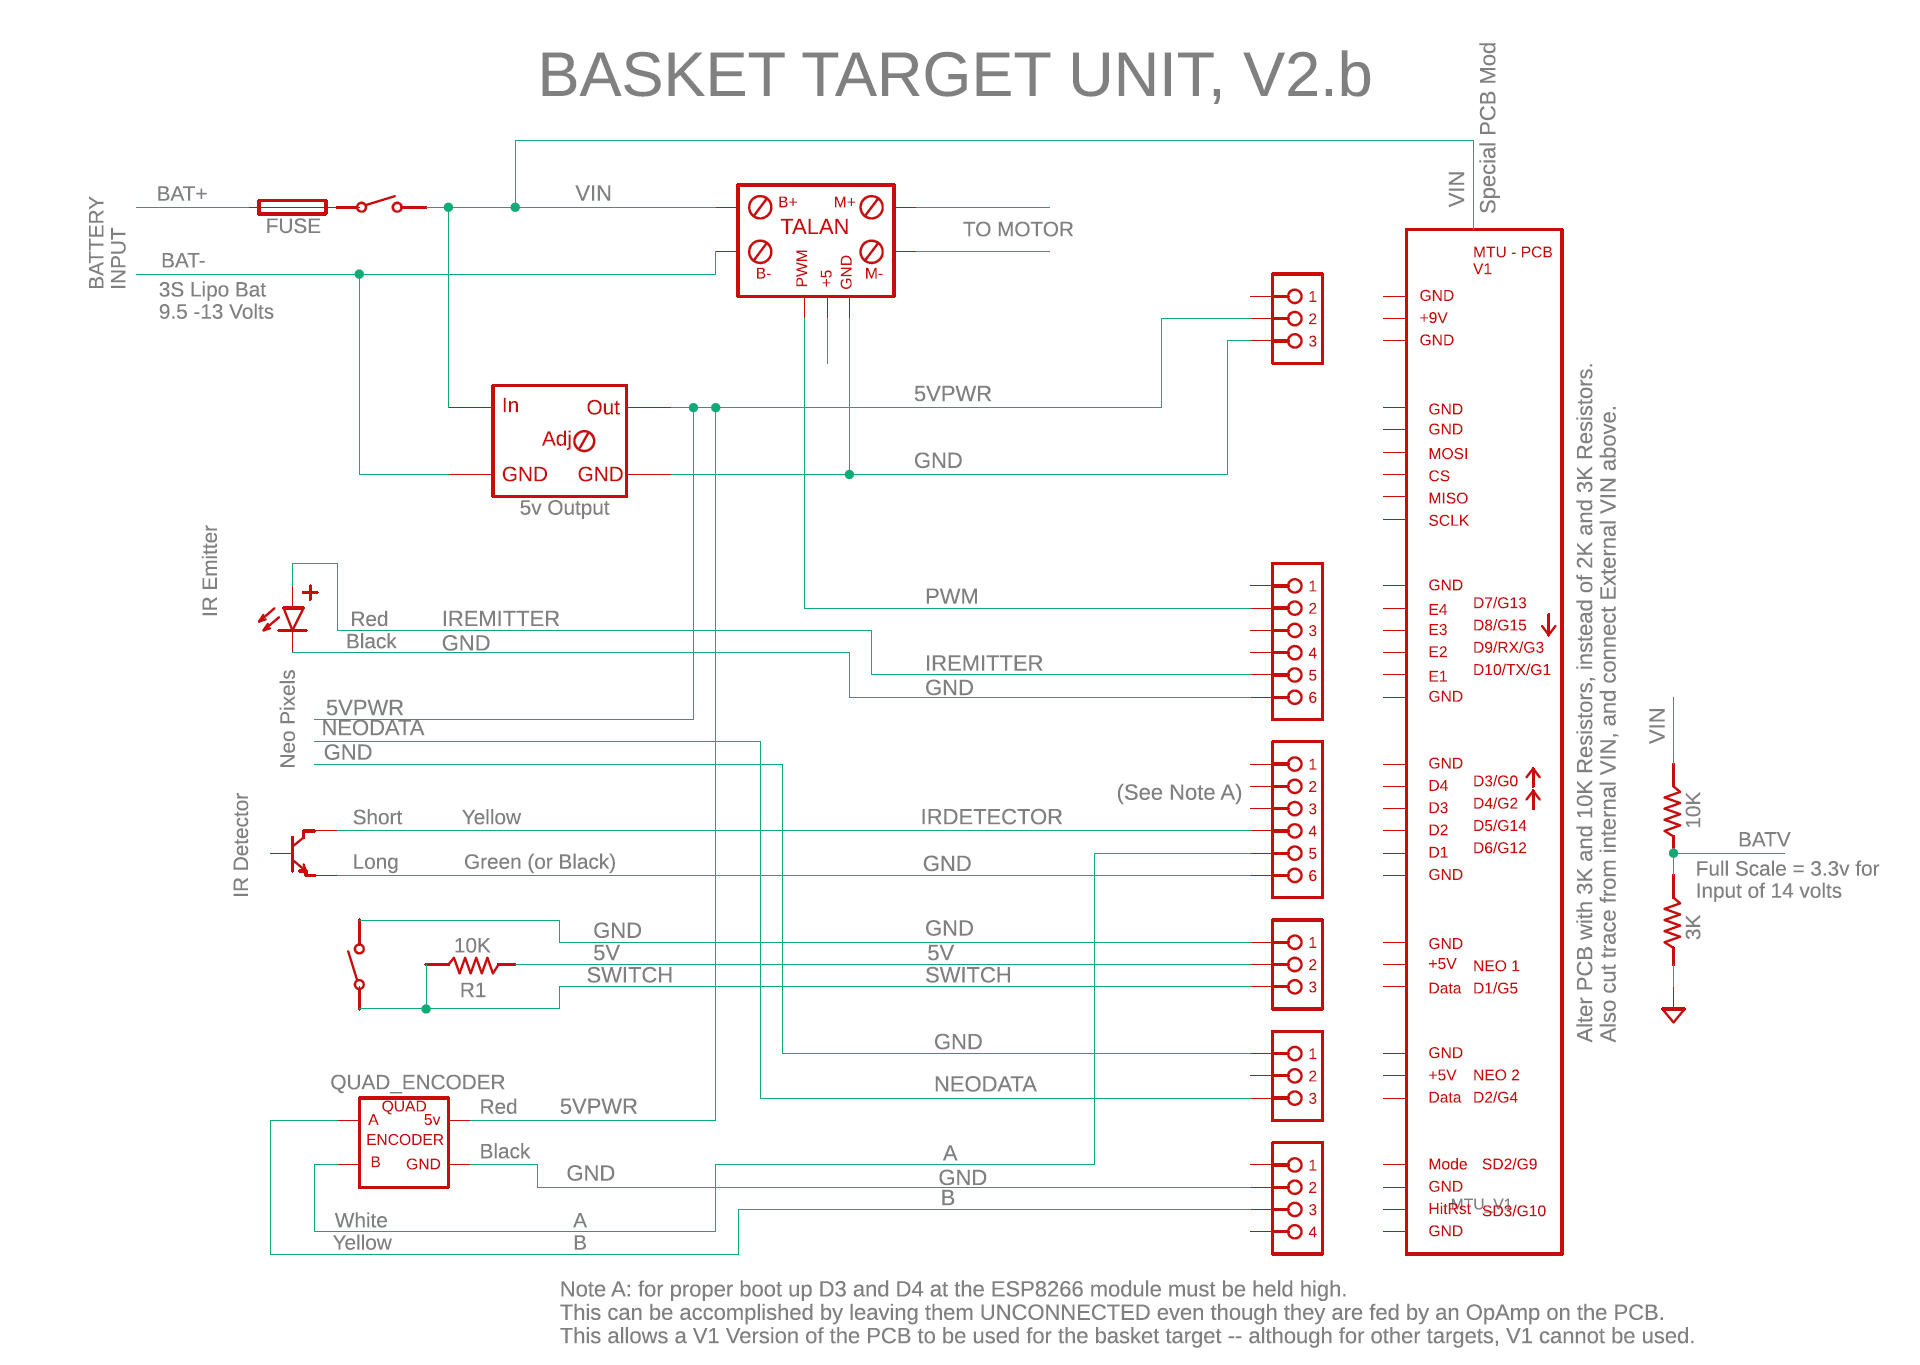 BASKET TARGET UNIT, V2.b
Special PCB Mod
VIN
BATTERY
INPUT
BAT+
FUSE
VIN
BAT-
3S Lipo Bat
9.5 -13 Volts
B+
M+
TALAN
B-
M-
PWM
+5
GND
TO MOTOR
1
2
3
MTU - PCB
V1
GND
+9V
GND
In
Out
Adj
GND
GND
5v Output
5VPWR
GND
GND
GND
MOSI
CS
MISO
SCLK
IR Emitter
+
Red
IREMITTER
Black
GND
PWM
IREMITTER
GND
1
2
3
4
5
6
GND
E4 D7/G13
E3 D8/G15
E2 D9/RX/G3
E1 D10/TX/G1
GND
Neo Pixels
5VPWR
NEODATA
GND
(See Note A)
1
2
3
4
5
6
GND
D4 D3/G0
D3 D4/G2
D2 D5/G14
D1 D6/G12
GND
IR Detector
Short
Yellow
IRDETECTOR
Long
Green (or Black)
GND
10K
R1
GND
5V
SWITCH
GND
5V
SWITCH
1
2
3
GND
+5V NEO 1
Data D1/G5
GND
NEODATA
1
2
3
GND
+5V NEO 2
Data D2/G4
QUAD_ENCODER
QUAD
A
5v
ENCODER
B
GND
Red
5VPWR
Black
GND
White
A
Yellow
B
A
GND
B
1
2
3
4
Mode SD2/G9
GND
MTU_V1
HitRst SD3/G10
GND
Alter PCB with 3K and 10K Resistors, instead of 2K and 3K Resistors.
Also cut trace from internal VIN, and connect External VIN above.
VIN
10K
BATV
Full Scale = 3.3v for
Input of 14 volts
3K
Note A: for proper boot up D3 and D4 at the ESP8266 module must be held high.
This can be accomplished by leaving them UNCONNECTED even though they are fed by an OpAmp on the PCB.
This allows a V1 Version of the PCB to be used for the basket target -- although for other targets, V1 cannot be used.